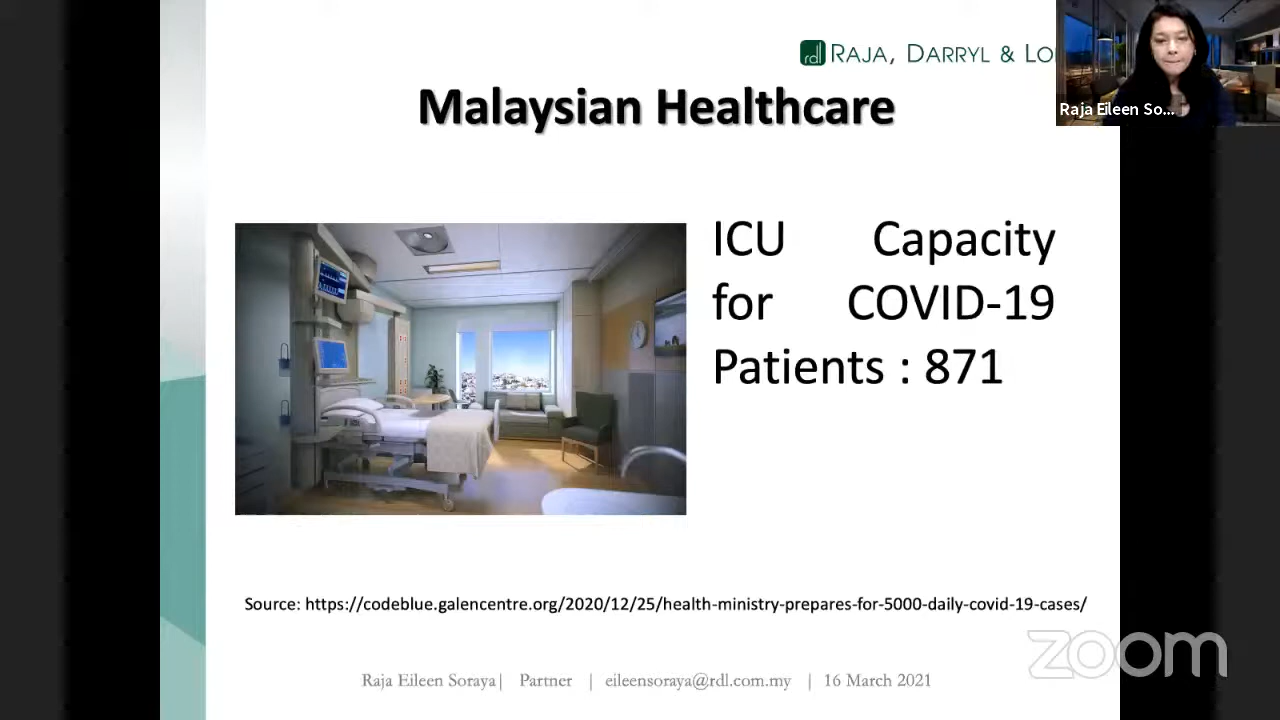 rdl RAJA, DARRYL & LO
Malaysian Healthcare
Raja Eileen So...
ICU Capacity
for COVID-19
Patients : 871
Source: https://codeblue.galencentre.org/2020/12/25/health-ministry-prepares-for-5000-daily-covid-19-cases/
zoom
Raja Eileen Soraya| Partner | eileensoraya@rdl.com.my | 16 March 2021